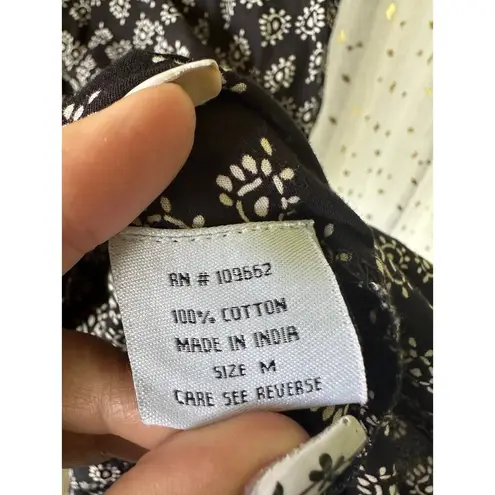 RN # 109662
100% COTTON
MADE IN INDIA
SIZE M
CARE SEE REVERSE